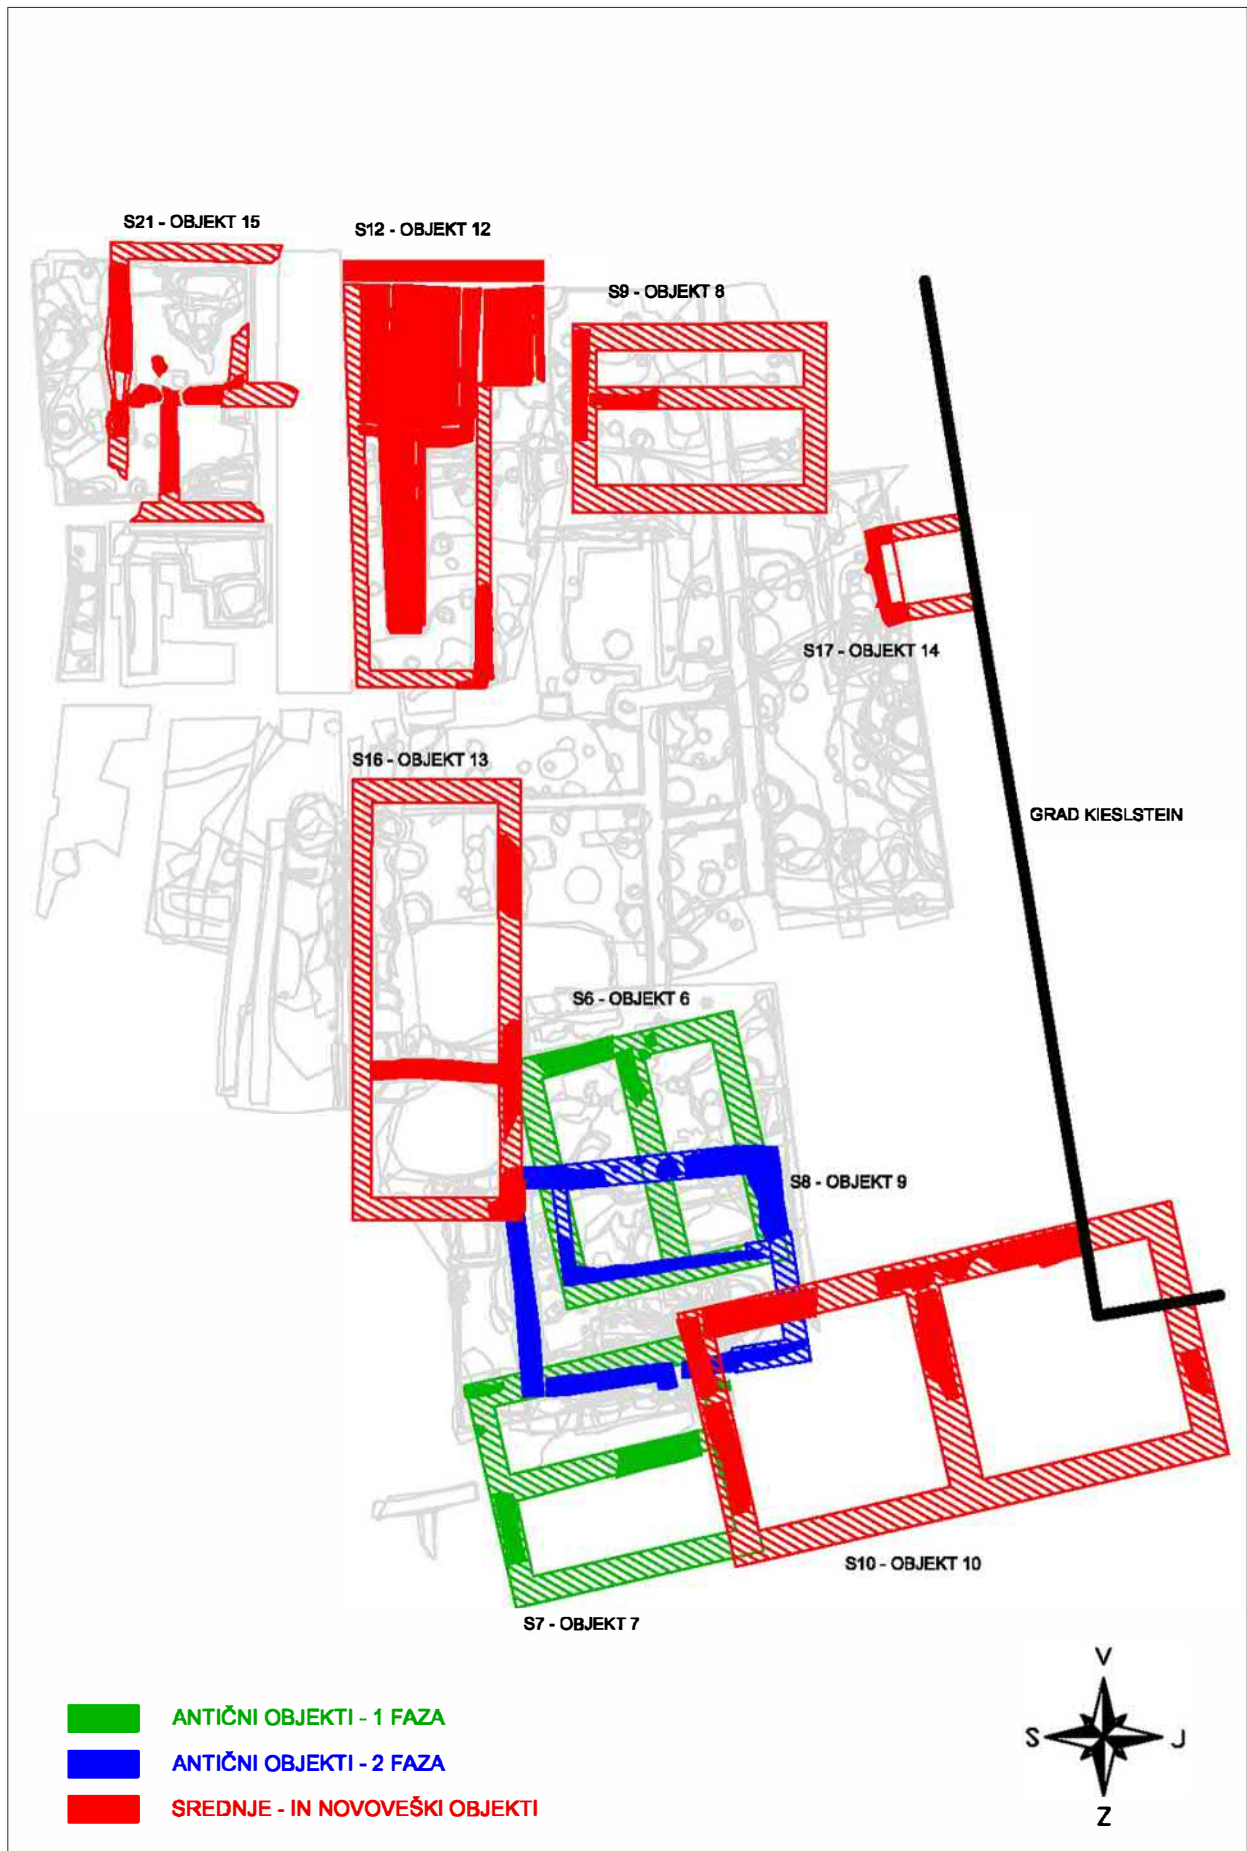 S21 - OBJEKT 15
S12 - OBJEKT 12
S9 - OBJEKT 8
S17 - OBJEKT 14
S16 - OBJEKT 13
GRAD KIESLSTEIN
S6 - OBJEKT 6
S8 - OBJEKT 9
S10 - OBJEKT 10
S7 - OBJEKT 7
V
S J
Z
ANTIČNI OBJEKTI - 1 FAZA
ANTIČNI OBJEKTI - 2 FAZA
SREDNJE - IN NOVOVEŠKI OBJEKTI